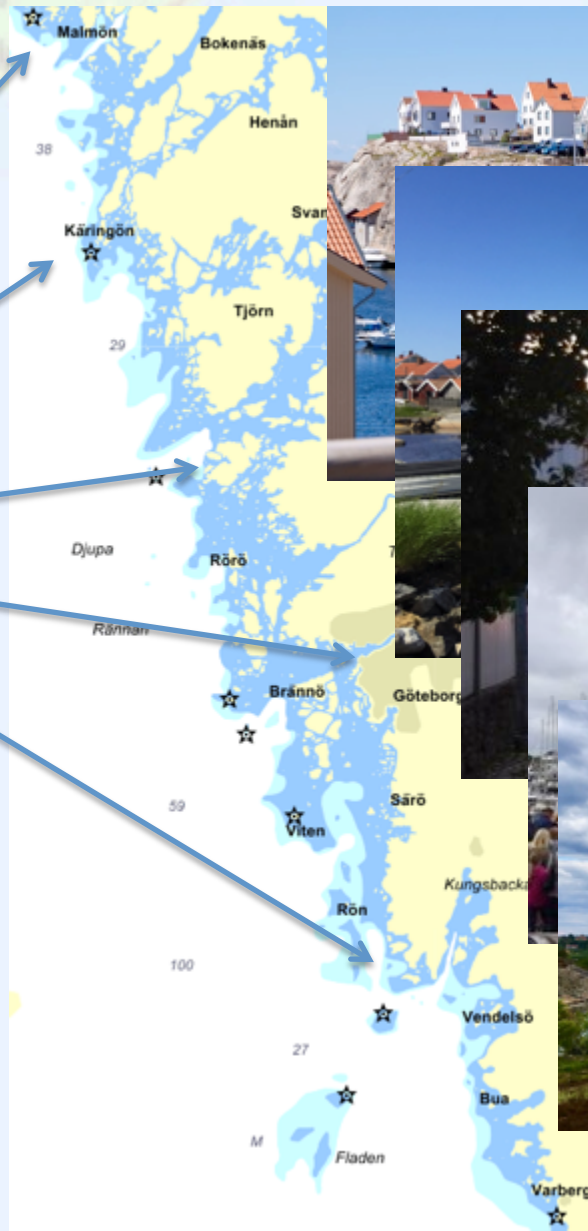 Malmön
Bokenäs
Henån
38
Svan
Käringön
Tjörn
29
Djupa
Rörö
Rännan
Brännö
Göteborg
Särö
59
Viten
Kungsbacka
Rön
100
Vendelsö
27
Bua
M
Fladen
Varberg